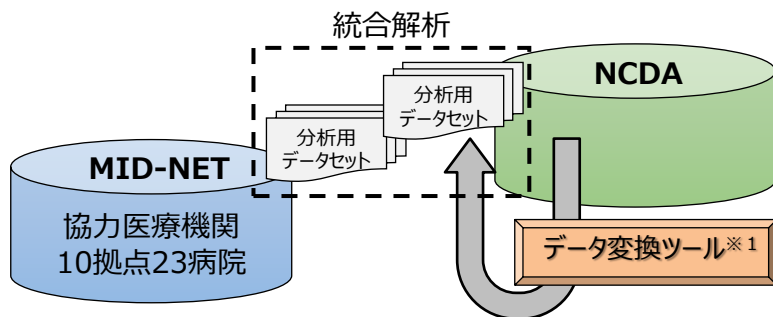 統合解析
NCDA
分析用
データセット
分析用
データセット
MID-NET
協力医療機関
10拠点23病院
データ変換ツール※1